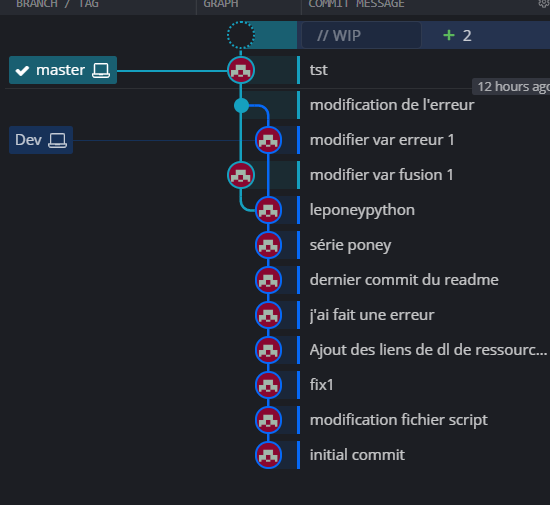 BRANCH / TAG GRAPH COMMIT MESSAGE
// WIP + 2
master tst
12 hours ago
modification de l'erreur
Dev modifier var erreur 1
modifier var fusion 1
leponeypython
série poney
dernier commit du readme
j'ai fait une erreur
Ajout des liens de dl de ressourc...
fix1
modification fichier script
initial commit